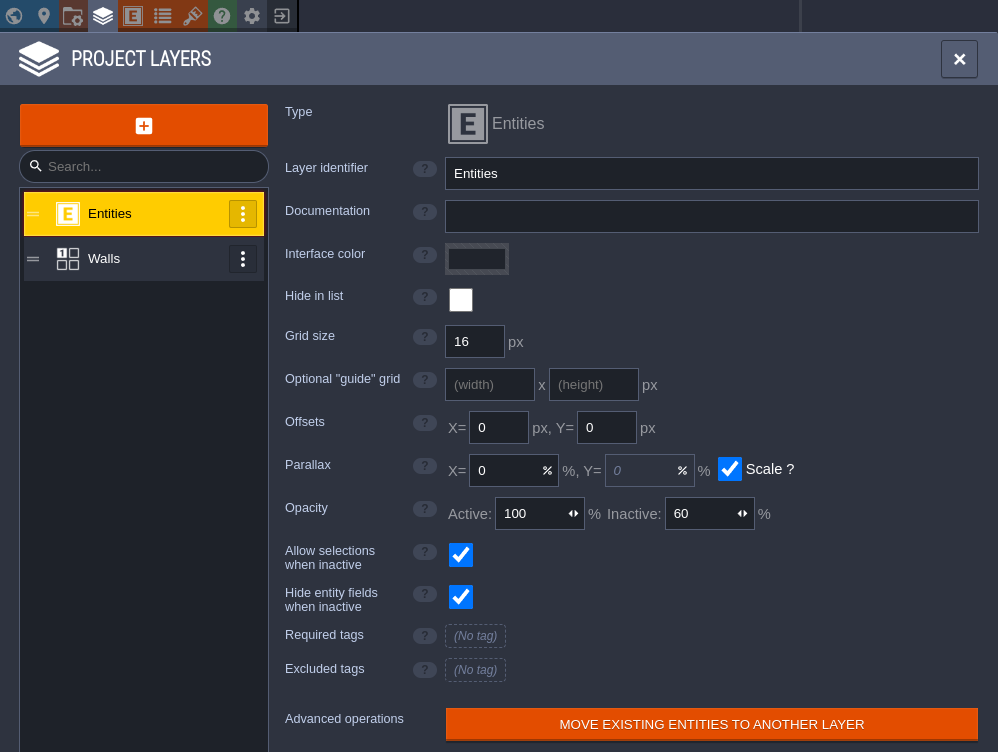 E ?
PROJECT LAYERS
Search...
E Entities
1 Walls
Type E Entities
Layer identifier ? Entities
Documentation ?
Interface color ?
Hide in list ?
Grid size ? 16 px
Optional "guide" grid ? (width) x (height) px
Offsets ? X= 0 px, Y= 0 px
Parallax ? X= 0 % %, Y= 0 % % Scale ?
Opacity ? Active: 100 % Inactive: 60 %
Allow selections
when inactive ?
Hide entity fields
when inactive ?
Required tags ? (No tag)
Excluded tags ? (No tag)
Advanced operations MOVE EXISTING ENTITIES TO ANOTHER LAYER